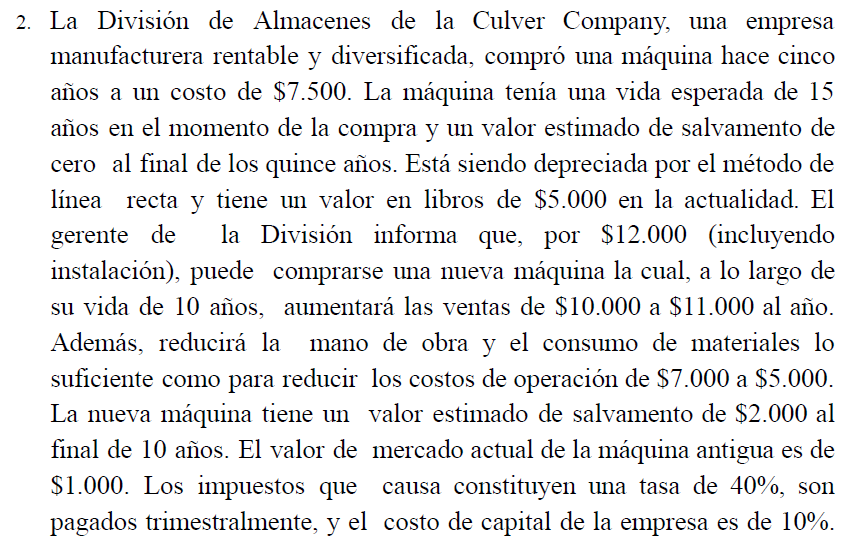 2. La División de Almacenes de la Culver Company, una empresa
manufacturera rentable y diversificada, compró una máquina hace cinco
años a un costo de $7.500. La máquina tenía una vida esperada de 15
años en el momento de la compra y un valor estimado de salvamento de
cero al final de los quince años. Está siendo depreciada por el método de
línea recta y tiene un valor en libros de $5.000 en la actualidad. El
gerente de la División informa que, por $12.000 (incluyendo
instalación), puede comprarse una nueva máquina la cual, a lo largo de
su vida de 10 años, aumentará las ventas de $10.000 a $11.000 al año.
Además, reducirá la mano de obra y el consumo de materiales lo
suficiente como para reducir los costos de operación de $7.000 a $5.000.
La nueva máquina tiene un valor estimado de salvamento de $2.000 al
final de 10 años. El valor de mercado actual de la máquina antigua es de
$1.000. Los impuestos que causa constituyen una tasa de 40%, son
pagados trimestralmente, y el costo de capital de la empresa es de 10%.